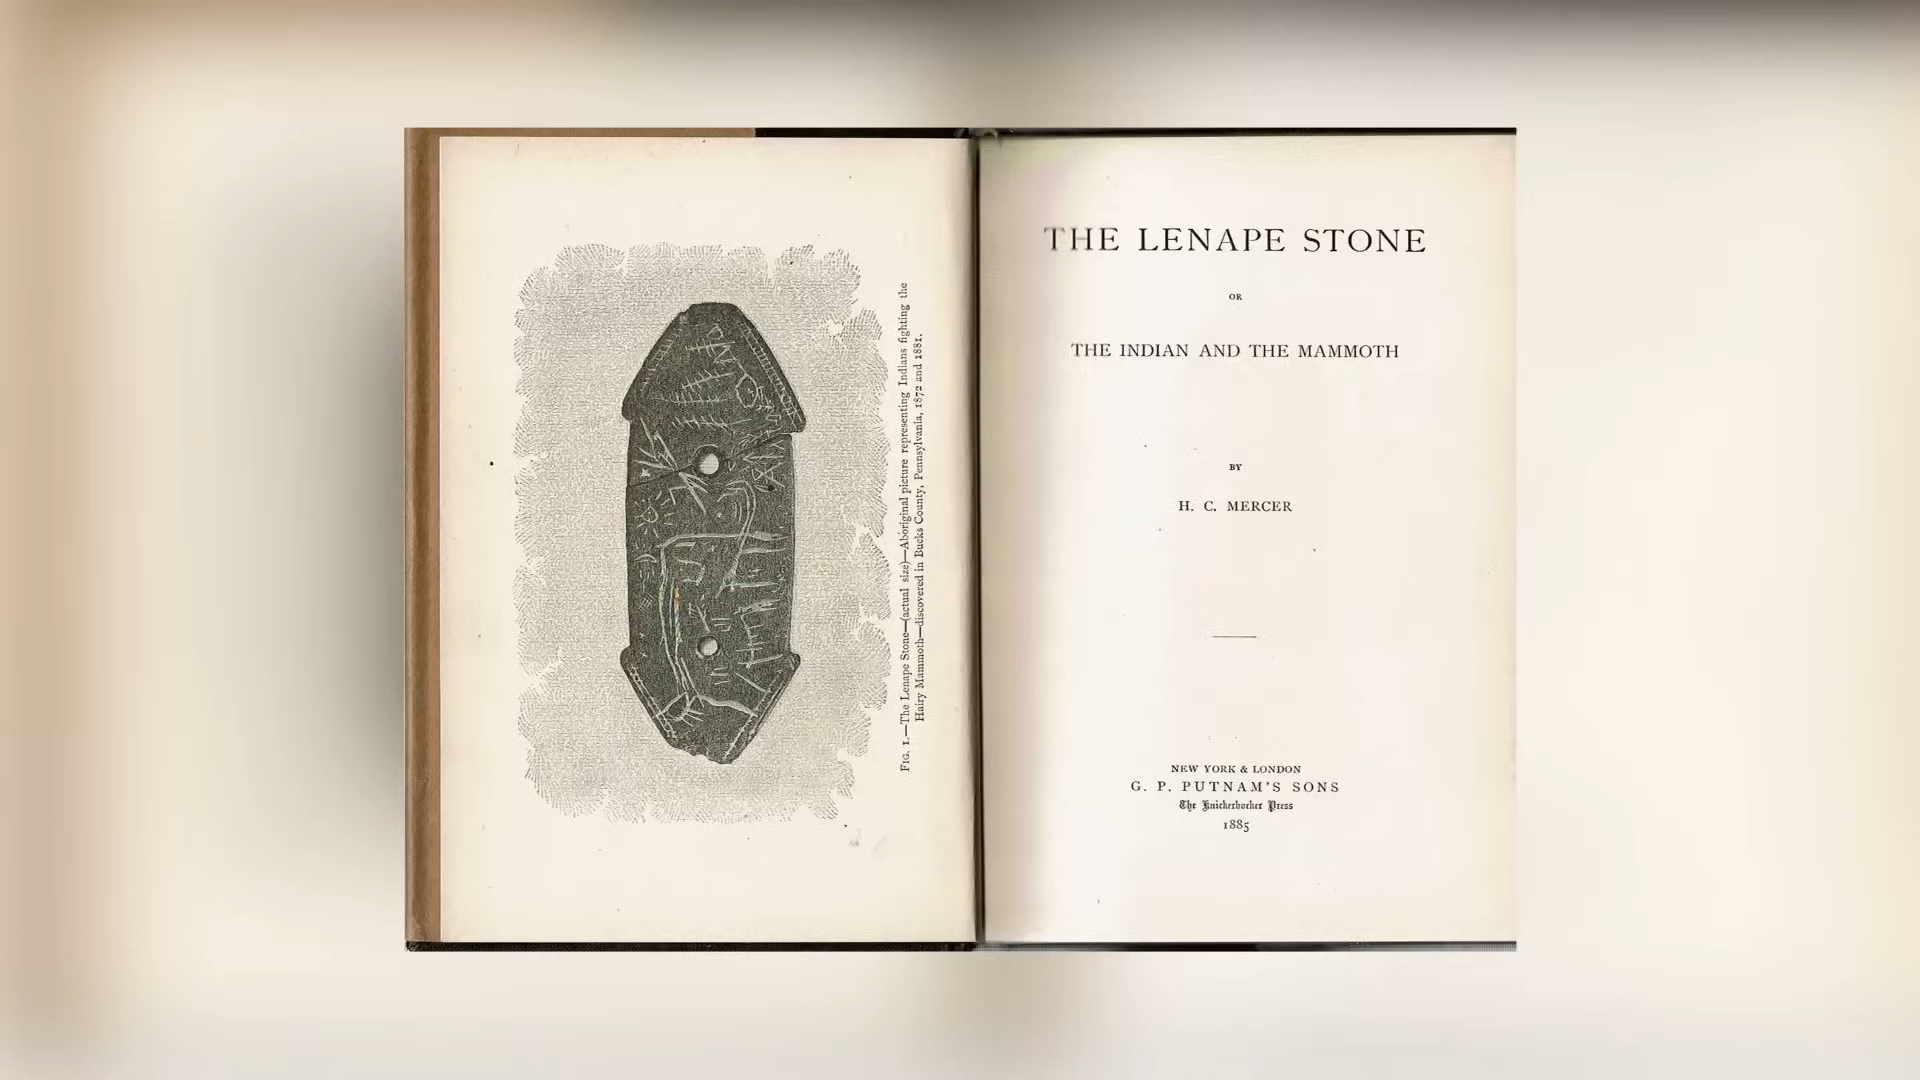 FIG. 1.—The Lenape Stone—(actual size)—Aboriginal picture representing Indians fighting the
Hairy Mammoth—discovered in Bucks County, Pennsylvania, 1872 and 1881.
THE LENAPE STONE
OR
THE INDIAN AND THE MAMMOTH
BY
H. C. MERCER
NEW YORK & LONDON
G. P. PUTNAM'S SONS
The Knickerbocker Press
1885